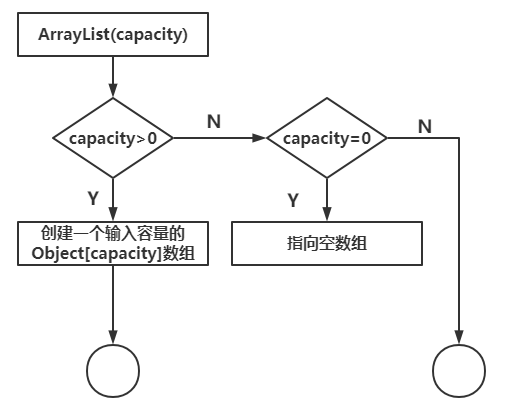 ArrayList(capacity)
capacity>0
N
capacity=0
N
Y
Y
创建一个输入容量的
Object[capacity]数组
指向空数组